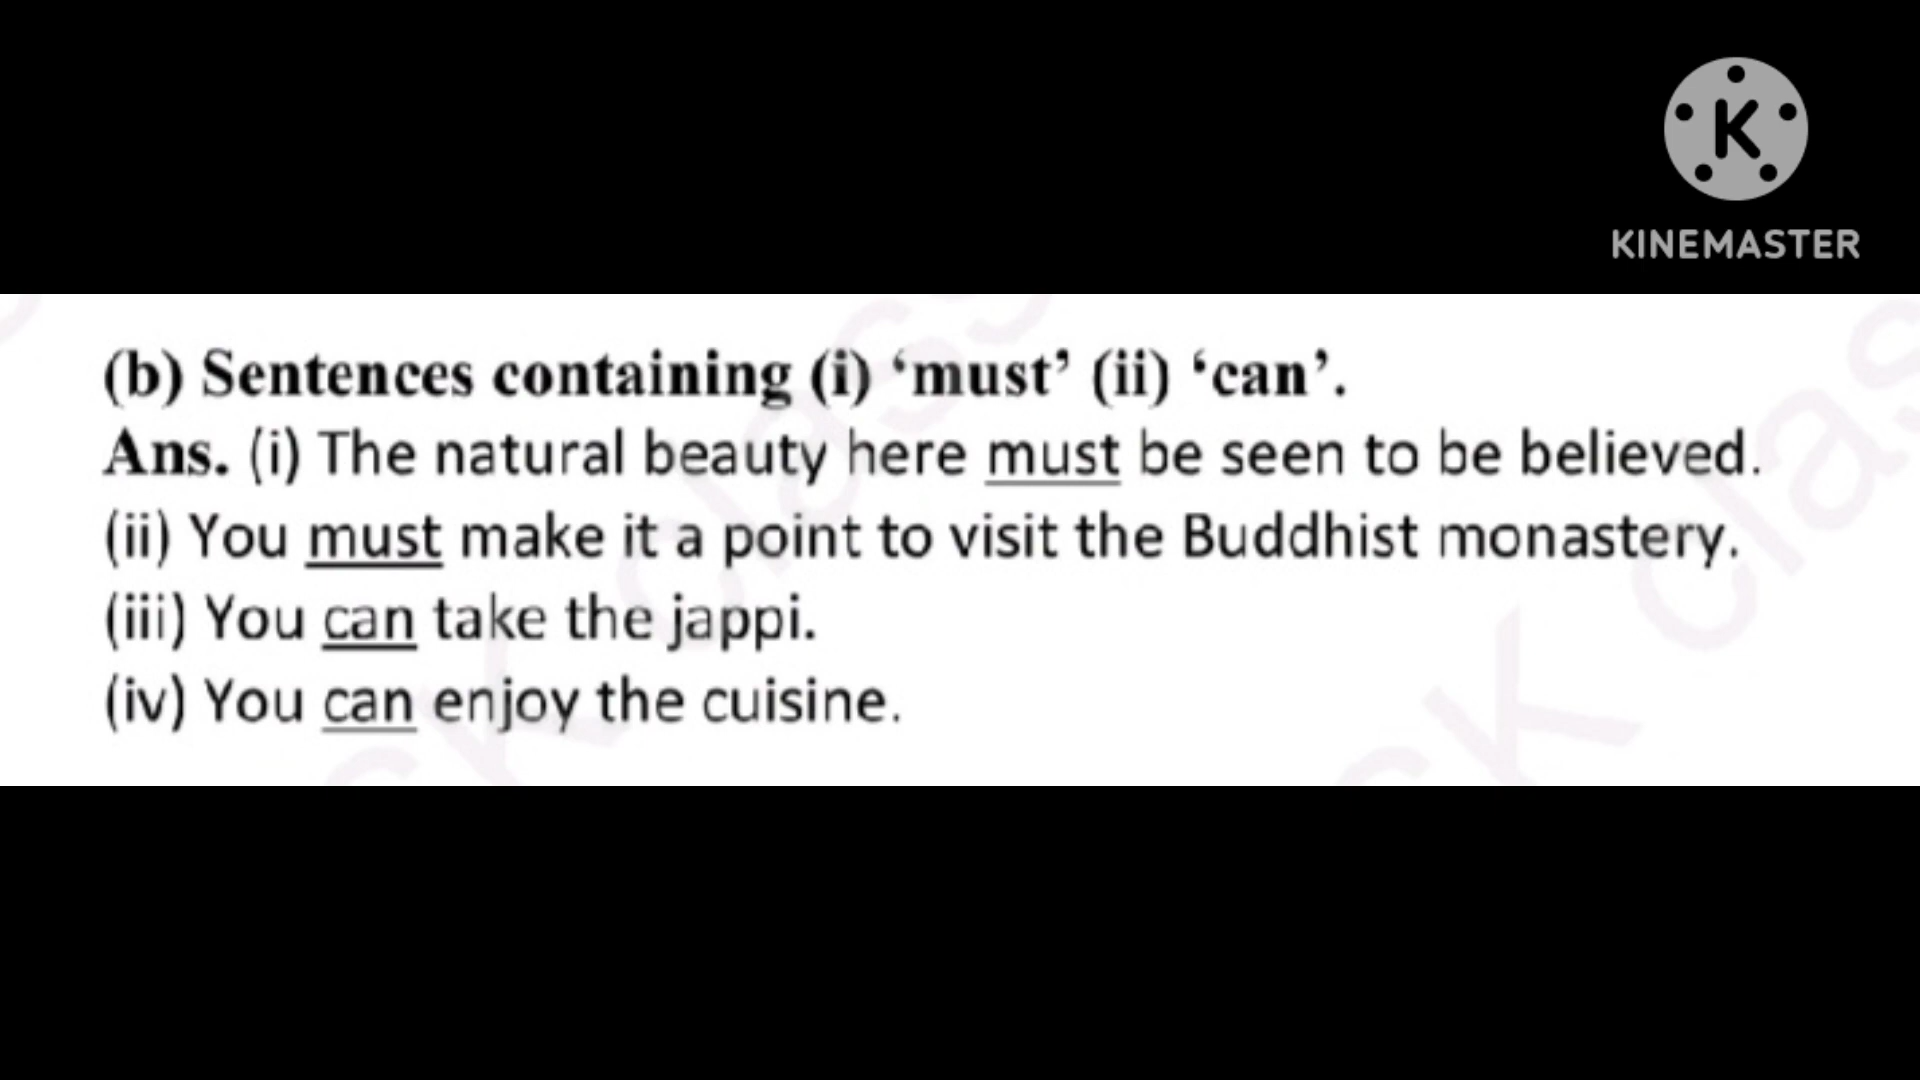 K
KINEMASTER
(b) Sentences containing (i) ‘must’ (ii) ‘can’.
Ans. (i) The natural beauty here must be seen to be believed.
(ii) You must make it a point to visit the Buddhist monastery.
(iii) You can take the jappi.
(iv) You can enjoy the cuisine.